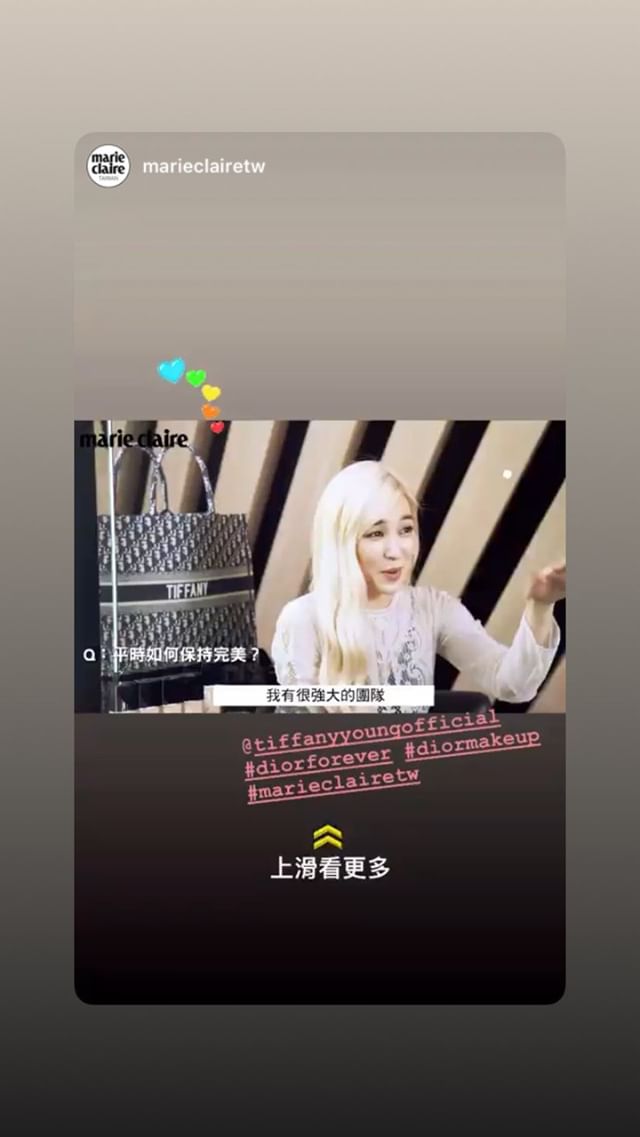 marie
claire
TAIWAN
marieclairetw
marie claire
TIFFANY
Q：平時如何保持完美？
我有很強大的團隊
@tiffanyyoungofficial
#diorforever #diormakeup
#marieclairetw
上滑看更多